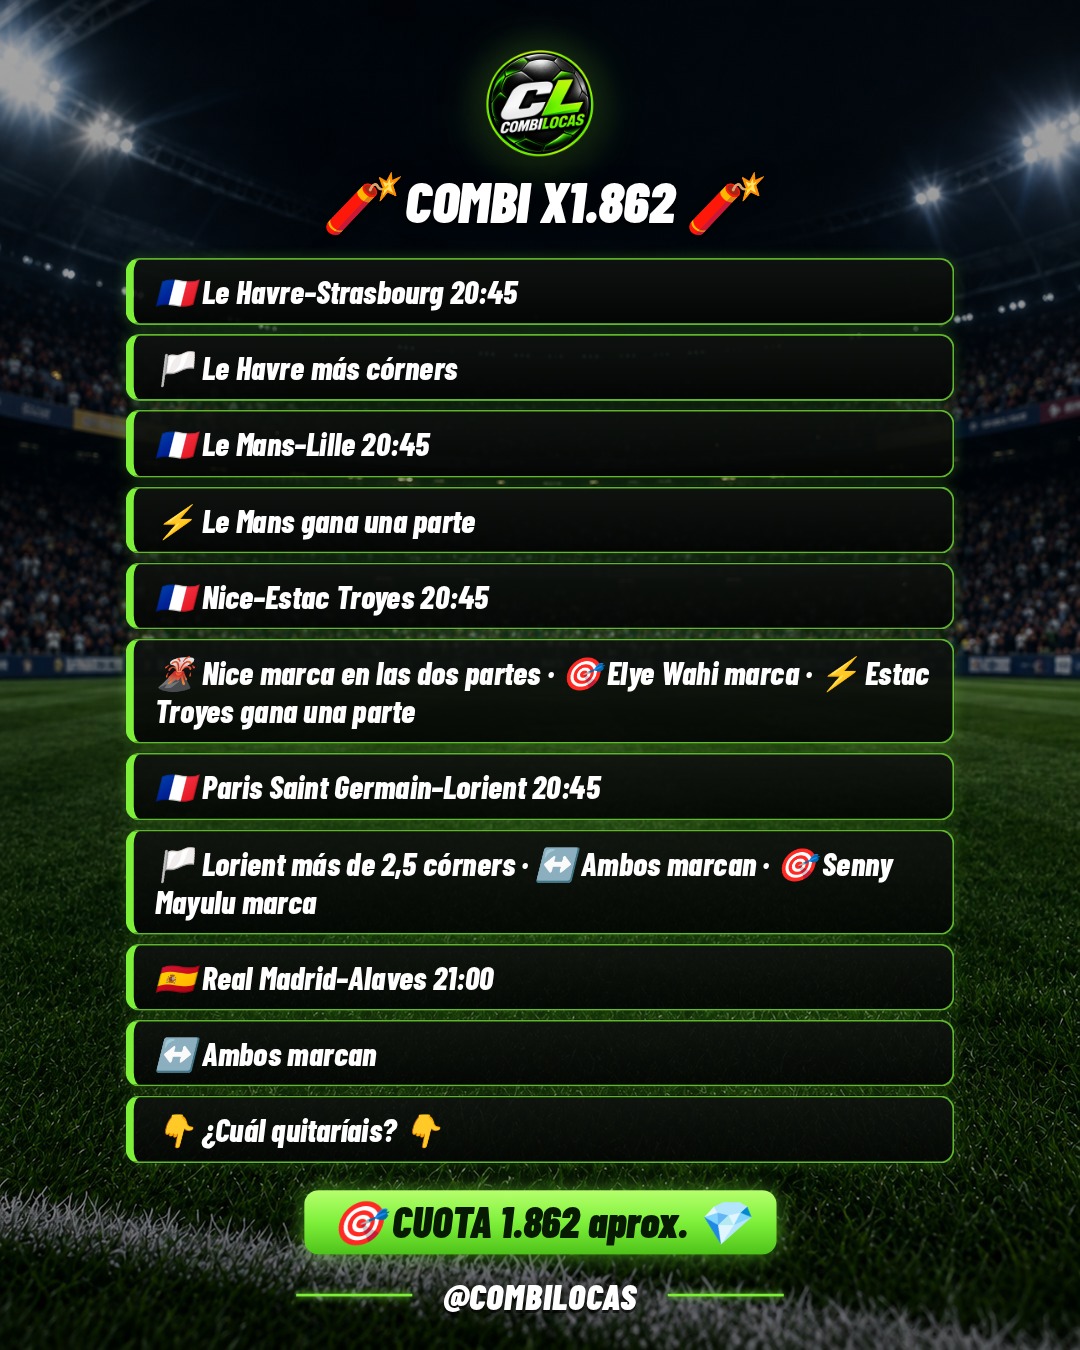 CL
COMBILOCAS
🧨 COMBI X1.862 🧨
🇫🇷 Le Havre-Strasbourg 20:45
🏳️ Le Havre más córners
🇫🇷 Le Mans-Lille 20:45
⚡ Le Mans gana una parte
🇫🇷 Nice-Estac Troyes 20:45
🌋 Nice marca en las dos partes · 🎯 Elye Wahi marca · ⚡ Estac
Troyes gana una parte
🇫🇷 Paris Saint Germain-Lorient 20:45
🏳️ Lorient más de 2,5 córners · ↔️ Ambos marcan · 🎯 Senny
Mayulu marca
🇪🇸 Real Madrid-Alaves 21:00
↔️ Ambos marcan
👇 ¿Cuál quitaríais? 👇
🎯 CUOTA 1.862 aprox. 💎
@COMBILOCAS